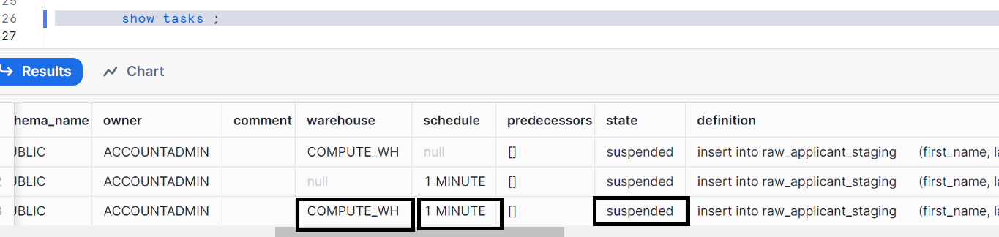 25
26 show tasks ;
27
Results Chart
hema_name owner comment warehouse schedule predecessors state definition
UBLIC ACCOUNTADMIN COMPUTE_WH null [] suspended insert into raw_applicant_staging (first_name, la
2 UBLIC ACCOUNTADMIN null 1 MINUTE [] suspended insert into raw_applicant_staging (first_name, la
3 UBLIC ACCOUNTADMIN COMPUTE_WH 1 MINUTE [] suspended insert into raw_applicant_staging (first_name, la